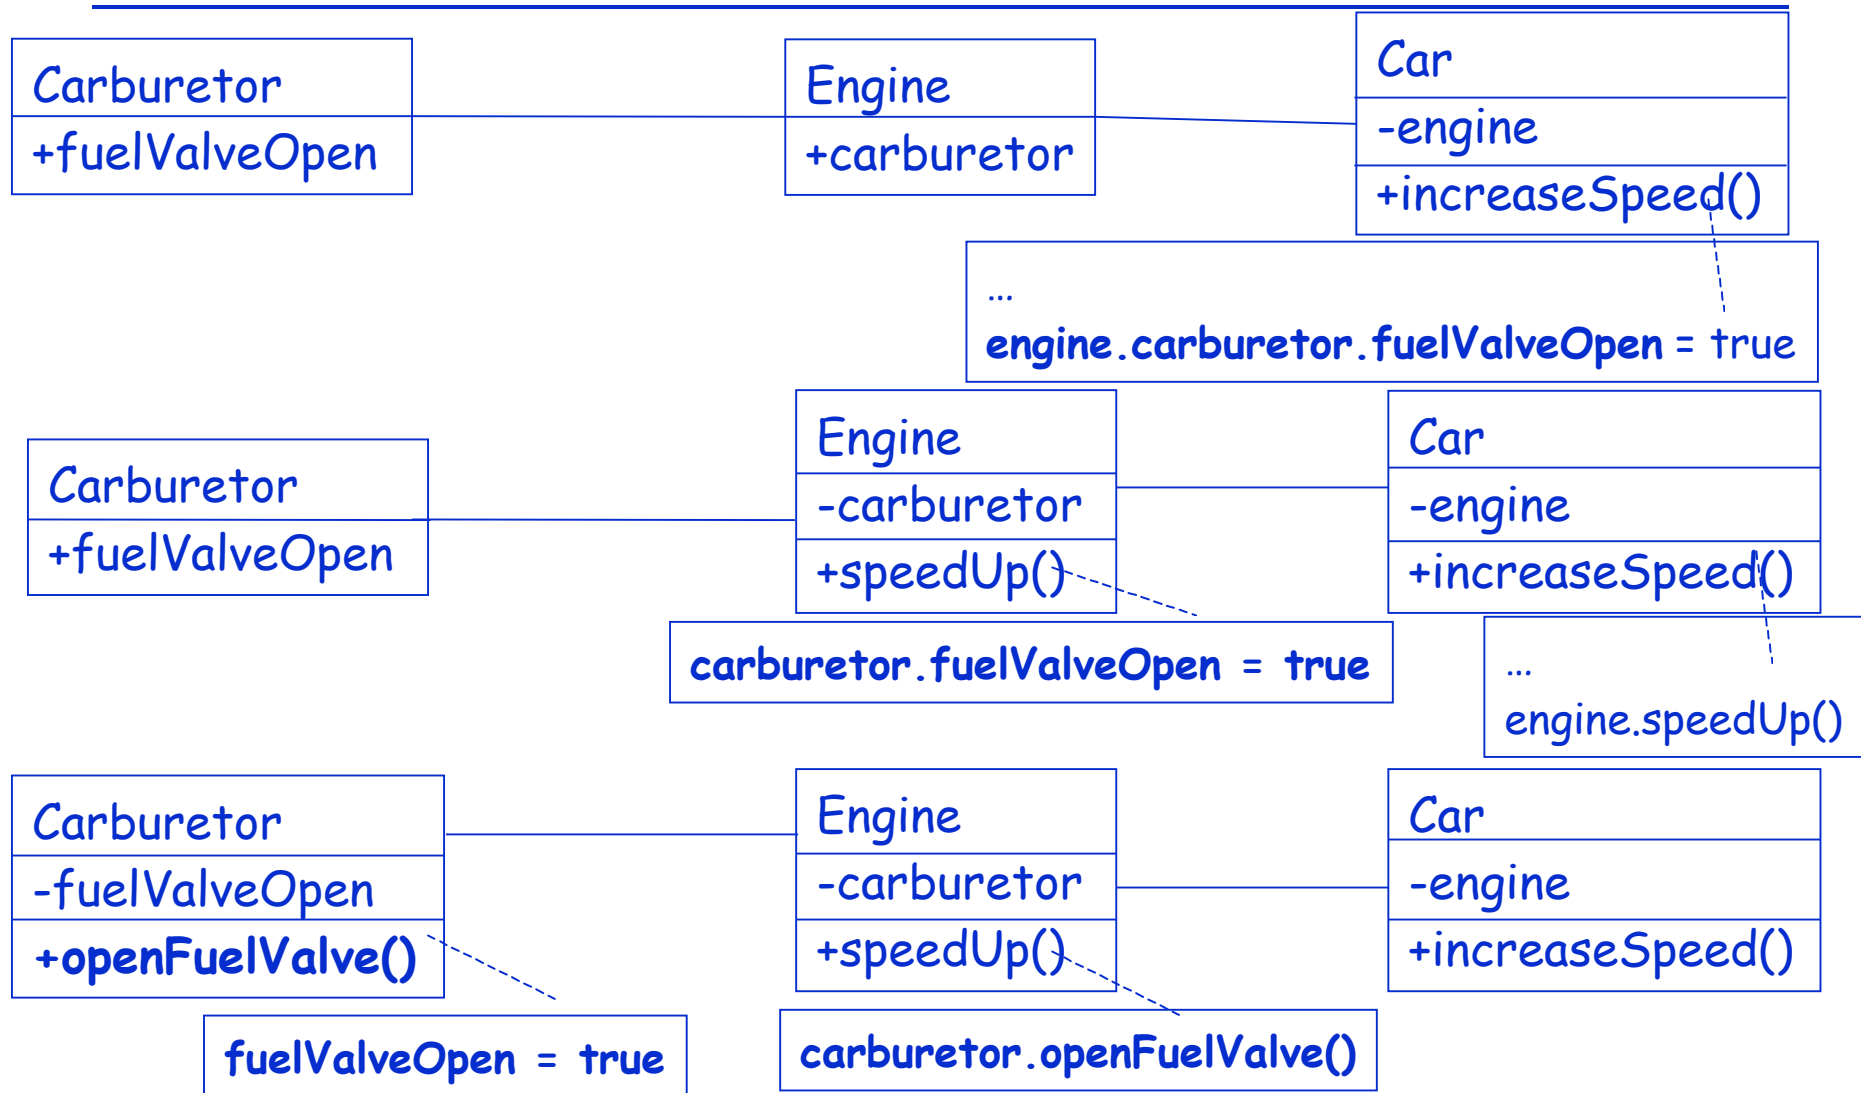 Carburetor
+fuelValveOpen
Engine
+carburetor
Car
-engine
+increaseSpeed()
...
engine.carburetor.fuelValveOpen = true
Carburetor
+fuelValveOpen
Engine
-carburetor
+speedUp()
carburetor.fuelValveOpen = true
Car
-engine
+increaseSpeed()
...
engine.speedUp()
Carburetor
-fuelValveOpen
+openFuelValve()
fuelValveOpen = true
Engine
-carburetor
+speedUp()
carburetor.openFuelValve()
Car
-engine
+increaseSpeed()